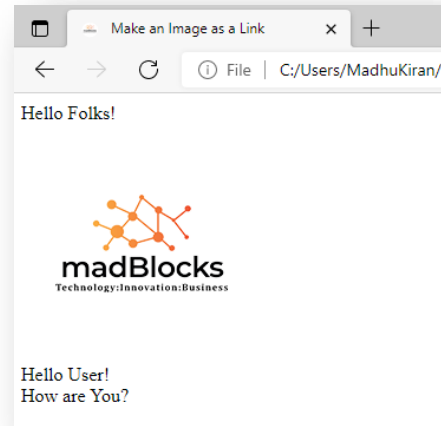 Make an Image as a Link
File
C:/Users/MadhuKiran/
Hello Folks!
madBlocks
Technology:Innovation:Business
Hello User!
How are You?